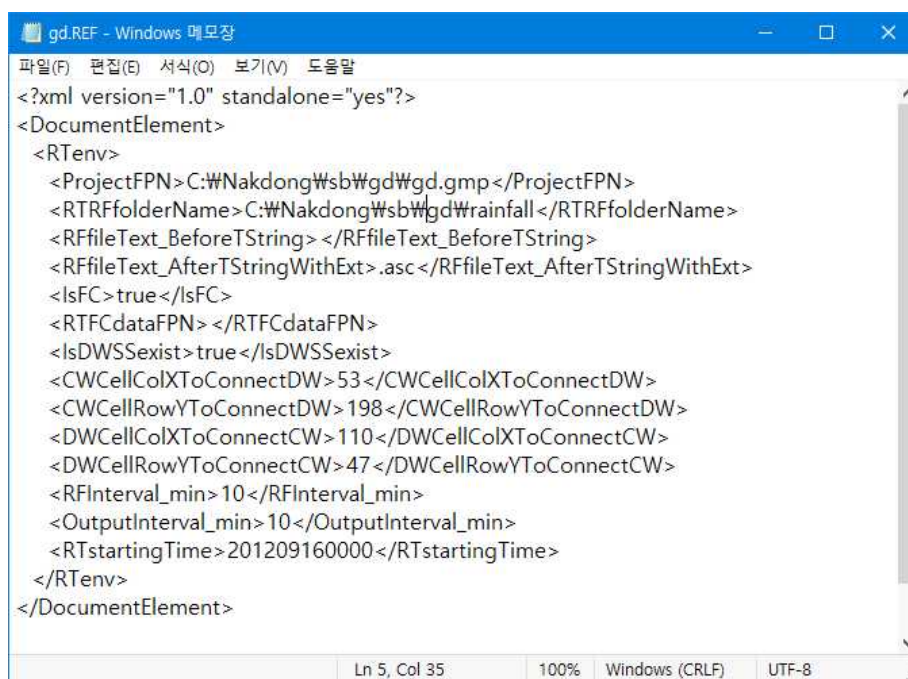 gd.REF - Windows 메모장
파일(F) 편집(E) 서식(O) 보기(V) 도움말
<?xml version="1.0" standalone="yes"?>
<DocumentElement>
<RTenv>
<ProjectFPN>C:₩Nakdong₩sb₩gd₩gd.gmp</ProjectFPN>
<RTRFfolderName>C:₩Nakdong₩sb₩gd₩rainfall</RTRFfolderName>
<RFfileText_BeforeTString></RFfileText_BeforeTString>
<RFfileText_AfterTStringWithExt>.asc</RFfileText_AfterTStringWithExt>
<IsFC>true</IsFC>
<RTFCdataFPN></RTFCdataFPN>
<IsDWSSexist>true</IsDWSSexist>
<CWCellColXToConnectDW>53</CWCellColXToConnectDW>
<CWCellRowYToConnectDW>198</CWCellRowYToConnectDW>
<DWCellColXToConnectCW>110</DWCellColXToConnectCW>
<DWCellRowYToConnectCW>47</DWCellRowYToConnectCW>
<RFInterval_min>10</RFInterval_min>
<OutputInterval_min>10</OutputInterval_min>
<RTstartingTime>201209160000</RTstartingTime>
</RTenv>
</DocumentElement>
Ln 5, Col 35 100% Windows (CRLF) UTF-8